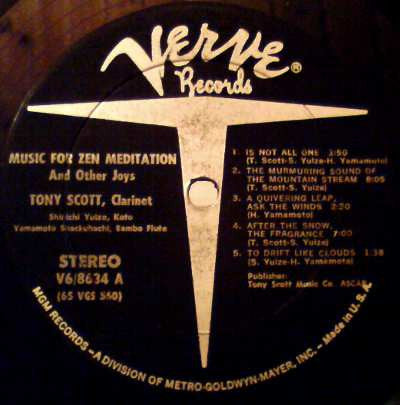 VERVE®
Records
MUSIC FOR ZEN MEDITATION
And Other Joys
TONY SCOTT, Clarinet
Shinichi Yuize, Koto
Yamamoto Shackuhachi, Bamboo Flute
STEREO
V6/8634 A
(65 VGS 560)
1. IS NOT ALL ONE 3:50
(T. Scott-S. Yuize-H. Yamamoto)
2. THE MURMURING SOUND OF
THE MOUNTAIN STREAM 8:05
(T. Scott-S. Yuize)
3. A QUIVERING LEAP,
ASK THE WINDS 2:20
(H. Yamamoto)
4. AFTER THE SNOW,
THE FRAGRANCE 7:00
(T. Scott-S. Yuize)
5. TO DRIFT LIKE CLOUDS 1:38
(S. Yuize-H. Yamamoto)
Publisher:
Tony Scott Music Co. ASCAP
MGM RECORDS – A DIVISION OF METRO-GOLDWYN-MAYER, INC. – Made in U. S. A.